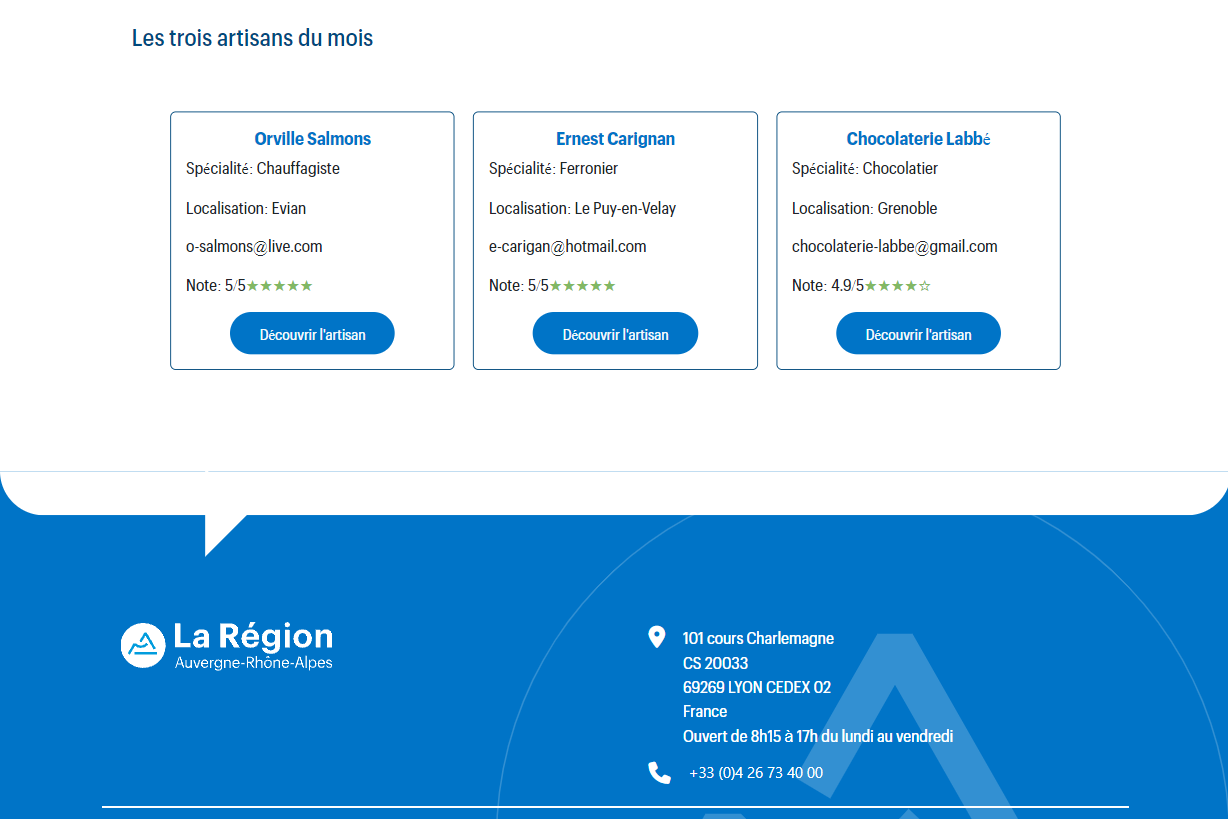 Les trois artisans du mois
Orville Salmons
Spécialité: Chauffagiste
Localisation: Evian
o-salmons@live.com
Note: 5/5★★★★★
Découvrir l'artisan
Ernest Carignan
Spécialité: Ferronier
Localisation: Le Puy-en-Velay
e-carigan@hotmail.com
Note: 5/5★★★★★
Découvrir l'artisan
Chocolaterie Labbé
Spécialité: Chocolatier
Localisation: Grenoble
chocolaterie-labbe@gmail.com
Note: 4.9/5★★★★☆
Découvrir l'artisan
La Région
Auvergne-Rhône-Alpes
101 cours Charlemagne
CS 20033
69269 LYON CEDEX 02
France
Ouvert de 8h15 à 17h du lundi au vendredi
+33 (0)4 26 73 40 00